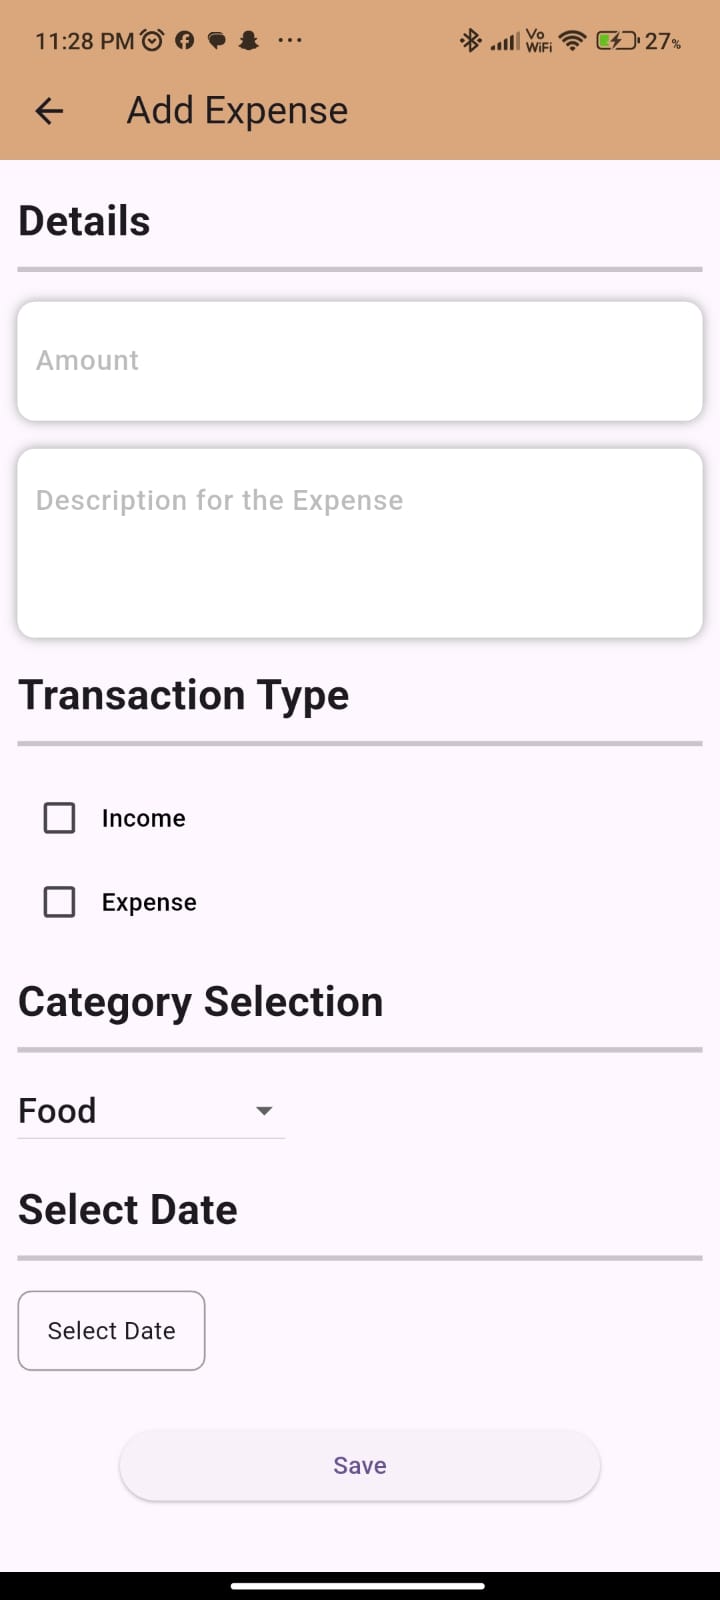 11:28 PM ... Vo WiFi 27%
Add Expense
Details
Amount
Description for the Expense
Transaction Type
Income
Expense
Category Selection
Food
Select Date
Select Date
Save